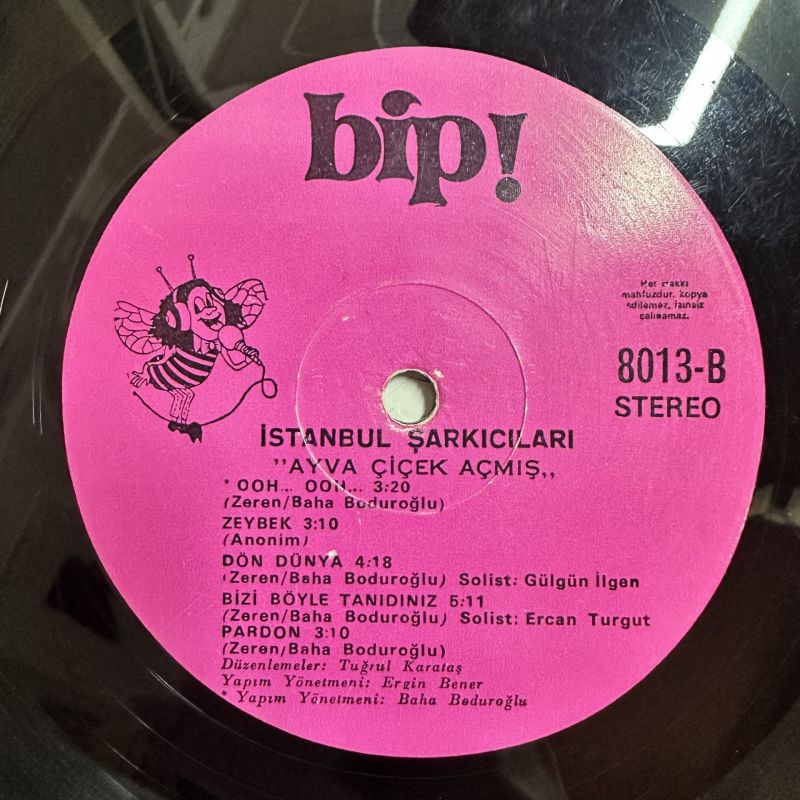 bip!
Her Hakkı
mahfuzdur. kopya
edilemez, izinsiz
çalınamaz.
8013-B
STEREO
İSTANBUL ŞARKICILARI
”AYVA ÇİÇEK AÇMIŞ„
* OOH... OOH... 3:20
(Zeren/Baha Boduroğlu)
ZEYBEK 3:10
(Anonim)
DÖN DÜNYA 4:18
(Zeren/Baha Boduroğlu) Solist: Gülgün İlgen
BİZİ BÖYLE TANIDINIZ 5:11
(Zeren/Baha Boduroğlu) Solist: Ercan Turgut
PARDON 3:10
(Zeren/Baha Boduroğlu)
Düzenlemeler: Tuğrul Karataş
Yapım Yönetmeni: Ergin Bener
* Yapım Yönetmeni: Baha Boduroğlu